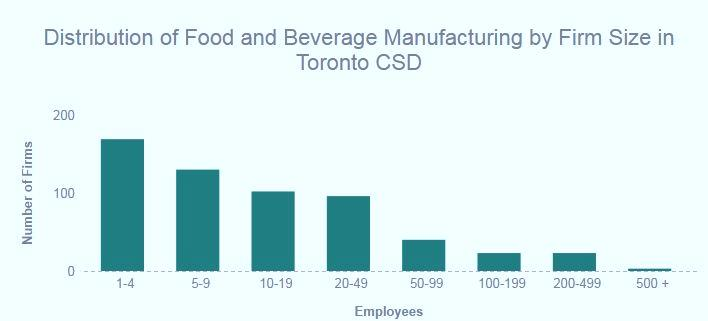 Distribution of Food and Beverage Manufacturing by Firm Size in
Toronto CSD
200
100
0
Number of Firms
1-4 5-9 10-19 20-49 50-99 100-199 200-499 500 +
Employees